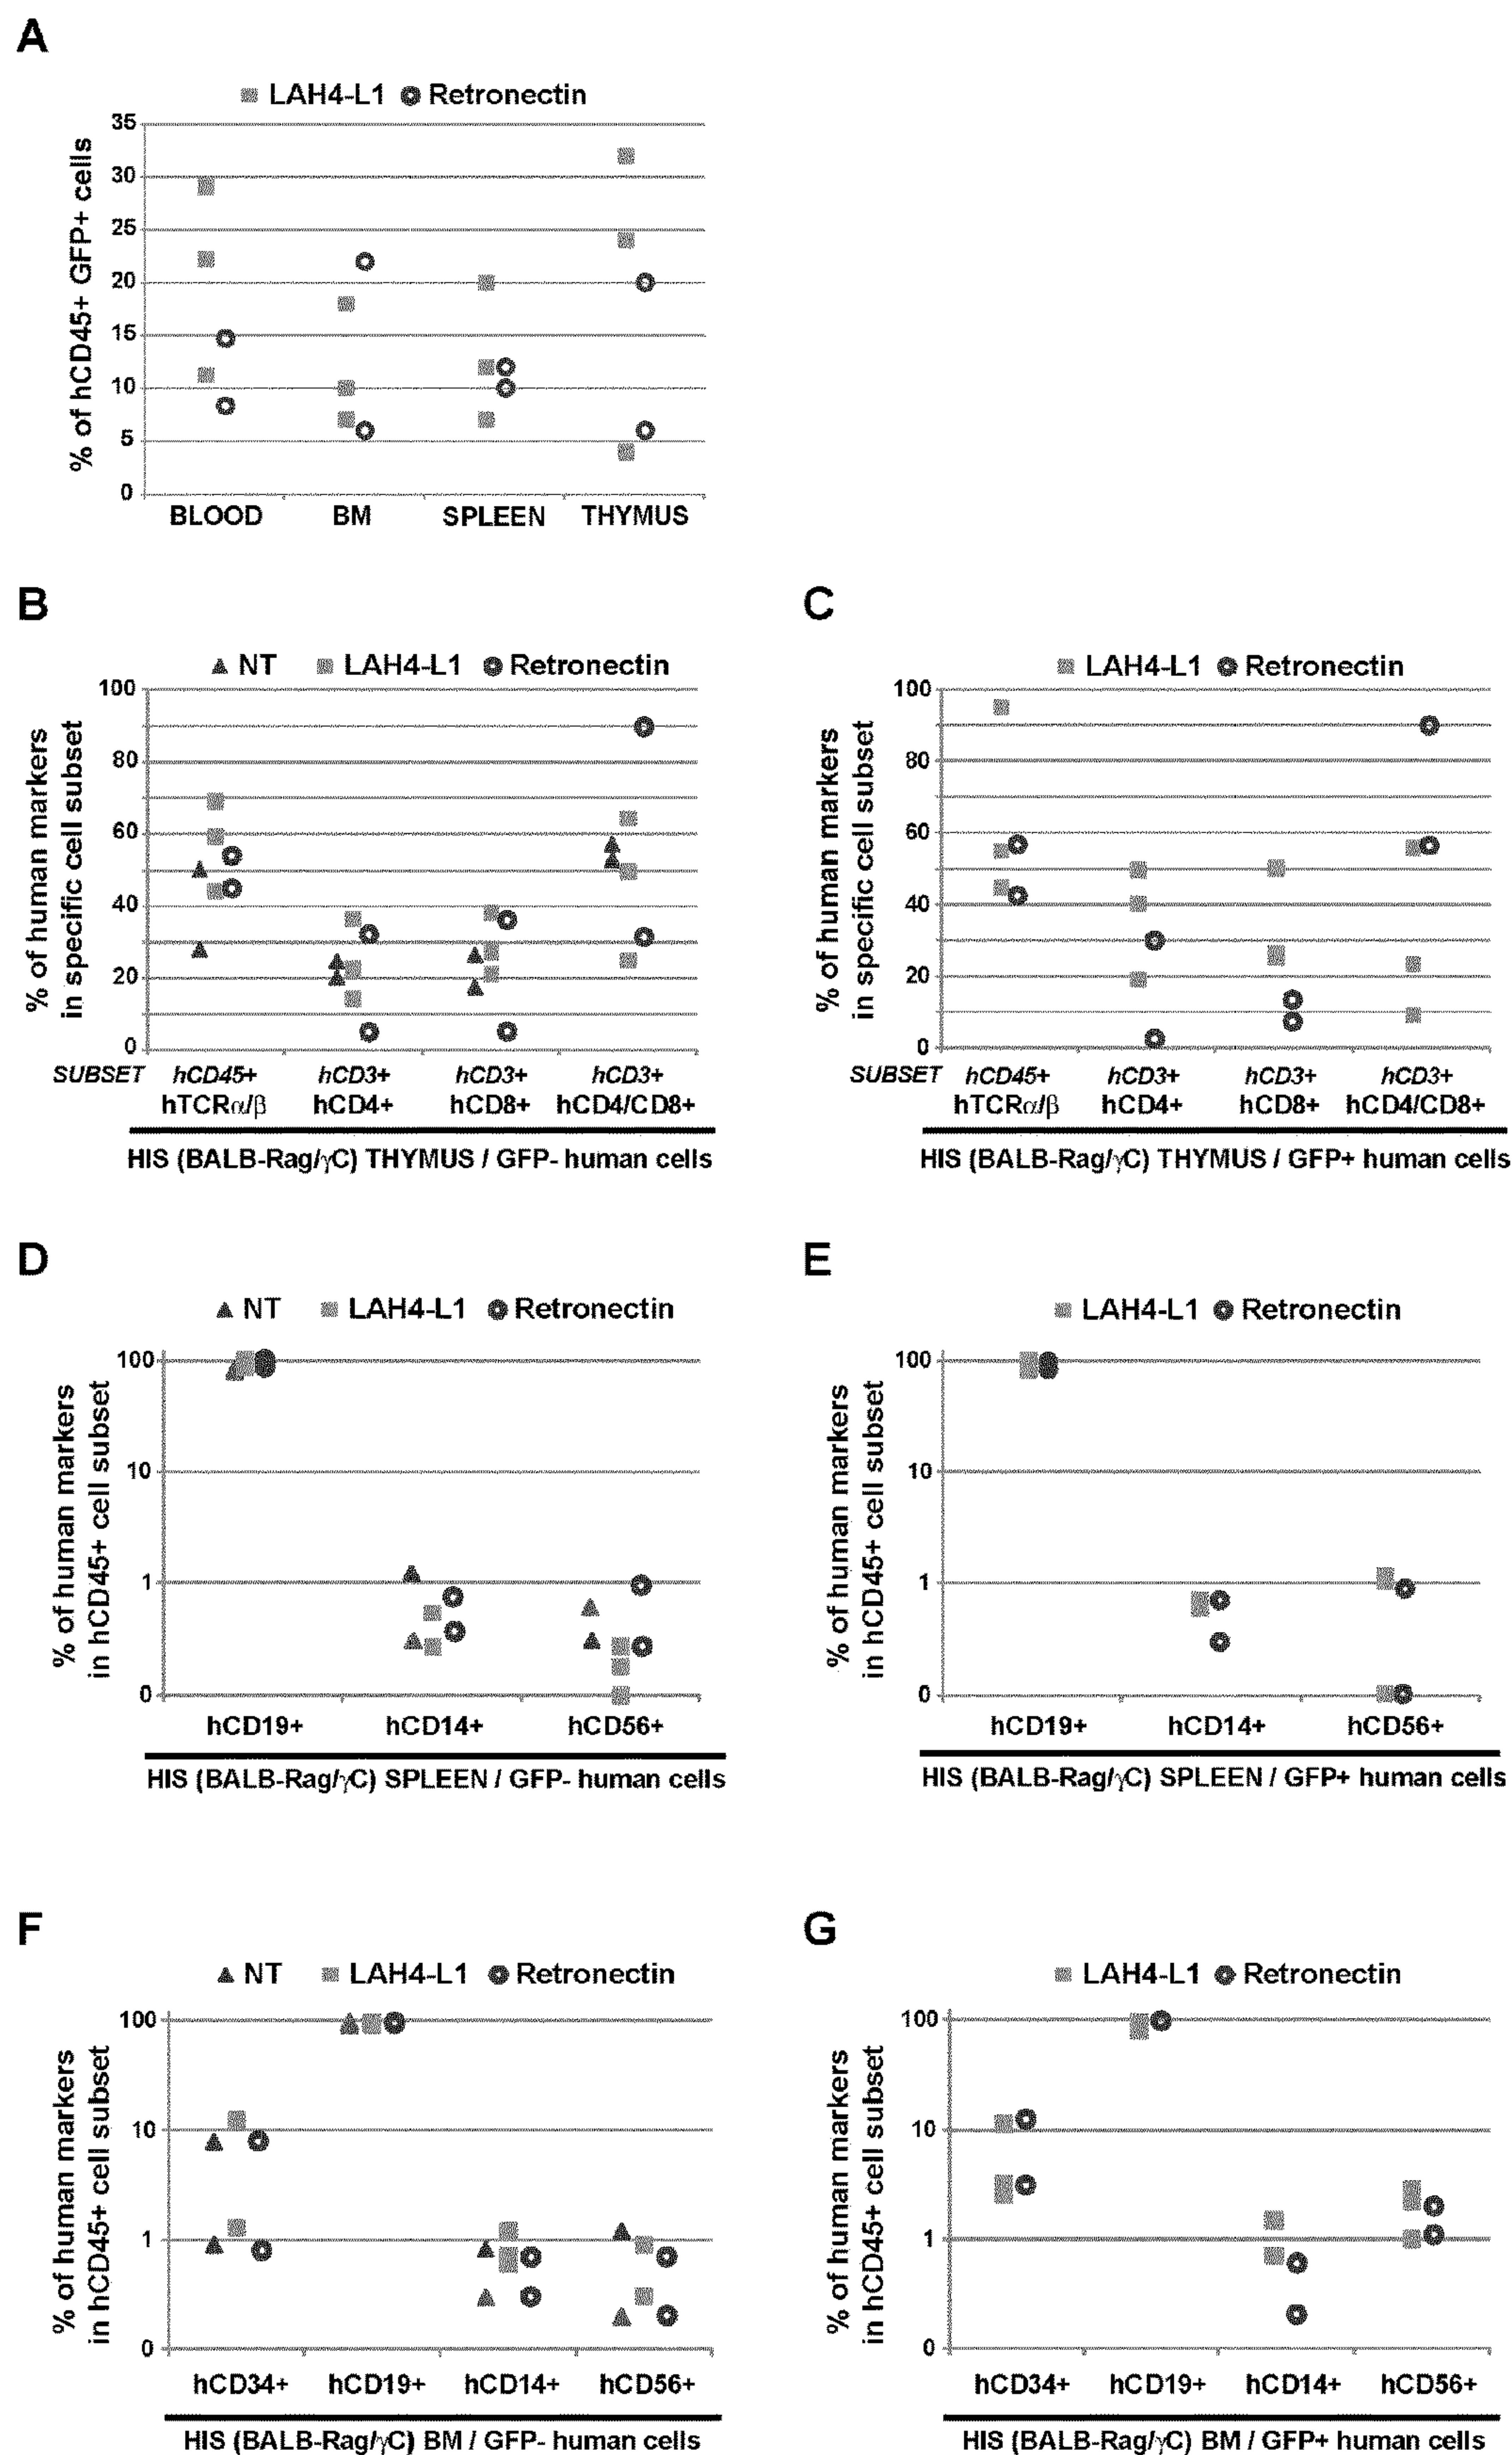 A
LAH4-L1 Retronectin
% of hCD45+ GFP+ cells
35
30
25
20
15
10
5
0
BLOOD BM SPLEEN THYMUS
B
NT LAH4-L1 Retronectin
% of human markers
in specific cell subset
100
80
60
40
20
0
SUBSET hCD45+ hCD3+ hCD3+ hCD3+
hTCRα/β hCD4+ hCD8+ hCD4/CD8+
HIS (BALB-Rag/γC) THYMUS / GFP- human cells
C
LAH4-L1 Retronectin
% of human markers
in specific cell subset
100
80
60
40
20
0
SUBSET hCD45+ hCD3+ hCD3+ hCD3+
hTCRα/β hCD4+ hCD8+ hCD4/CD8+
HIS (BALB-Rag/γC) THYMUS / GFP+ human cells
D
NT LAH4-L1 Retronectin
% of human markers
in hCD45+ cell subset
100
10
1
0
hCD19+ hCD14+ hCD56+
HIS (BALB-Rag/γC) SPLEEN / GFP- human cells
E
LAH4-L1 Retronectin
% of human markers
in hCD45+ cell subset
100
10
1
0
hCD19+ hCD14+ hCD56+
HIS (BALB-Rag/γC) SPLEEN / GFP+ human cells
F
NT LAH4-L1 Retronectin
% of human markers
in hCD45+ cell subset
100
10
1
0
hCD34+ hCD19+ hCD14+ hCD56+
HIS (BALB-Rag/γC) BM / GFP- human cells
G
LAH4-L1 Retronectin
% of human markers
in hCD45+ cell subset
100
10
1
0
hCD34+ hCD19+ hCD14+ hCD56+
HIS (BALB-Rag/γC) BM / GFP+ human cells